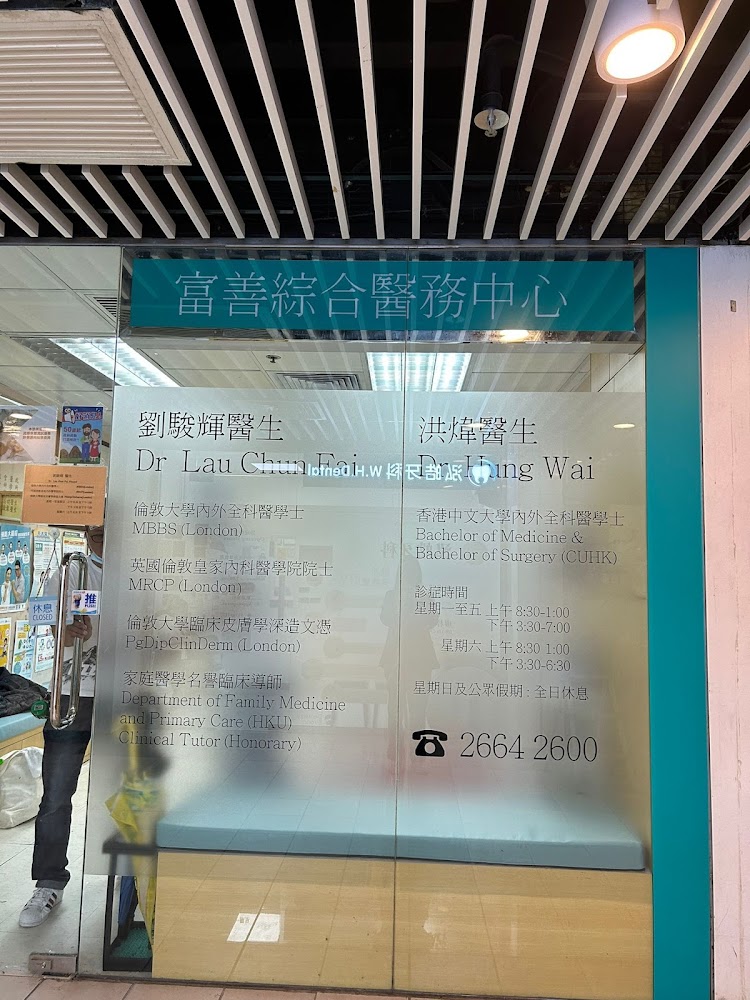 富善綜合醫務中心
劉駿輝醫生
Dr Lau Chun Fai
倫敦大學內外全科醫學士
MBBS (London)
英國倫敦皇家內科醫學院院士
MRCP (London)
倫敦大學臨床皮膚學深造文憑
PgDipClinDerm (London)
家庭醫學名譽臨床導師
Department of Family Medicine
and Primary Care (HKU)
Clinical Tutor (Honorary)
洪煒醫生
Dr Hung Wai
香港中文大學內外全科醫學士
Bachelor of Medicine &
Bachelor of Surgery (CUHK)
診症時間
星期一至五 上午 8:30-1:00
下午 3:30-7:00
星期六 上午 8:30-1:00
下午 3:30-6:30
星期日及公眾假期 : 全日休息
2664 2600
泓皓牙科 W.H Dental
休息
CLOSED
推